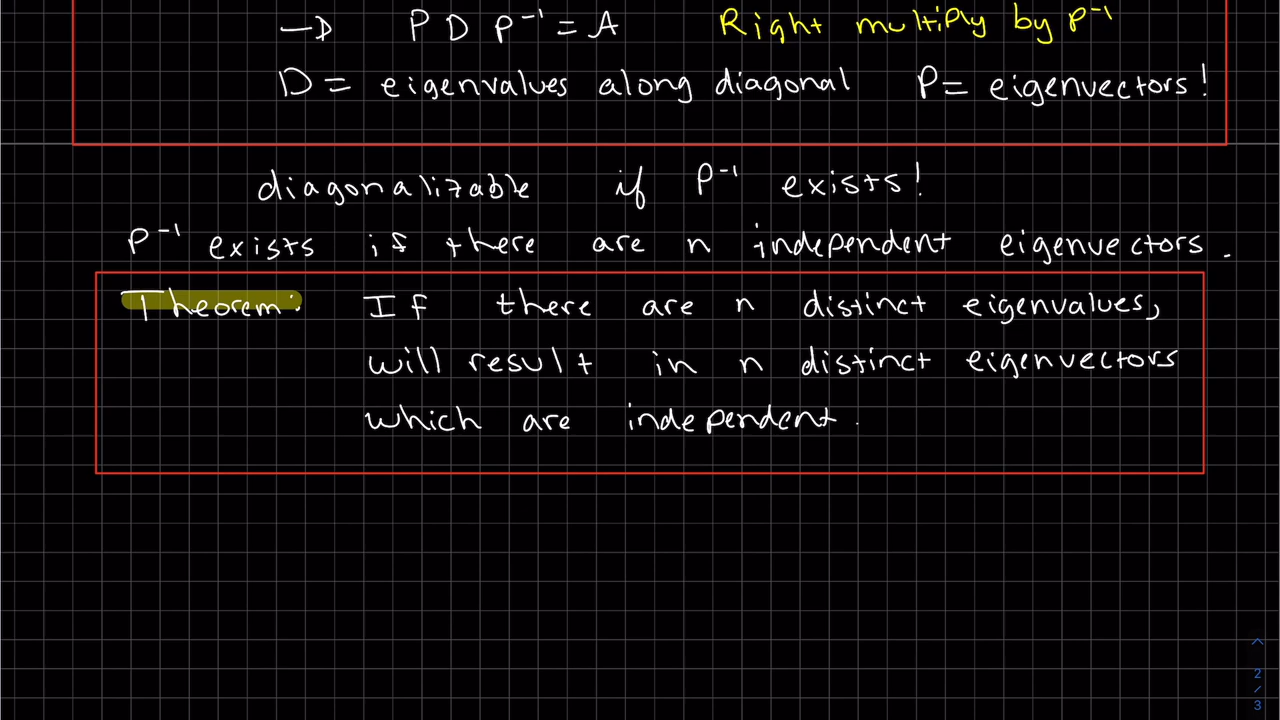 → P D P⁻¹ = A Right multiply by P⁻¹
D = eigenvalues along diagonal P= eigenvectors!
diagonalizable if P⁻¹ exists!
P⁻¹ exists if there are n independent eigenvectors.
Theorem: If there are n distinct eigenvalues,
will result in n distinct eigenvectors
which are independent.
2
/
3